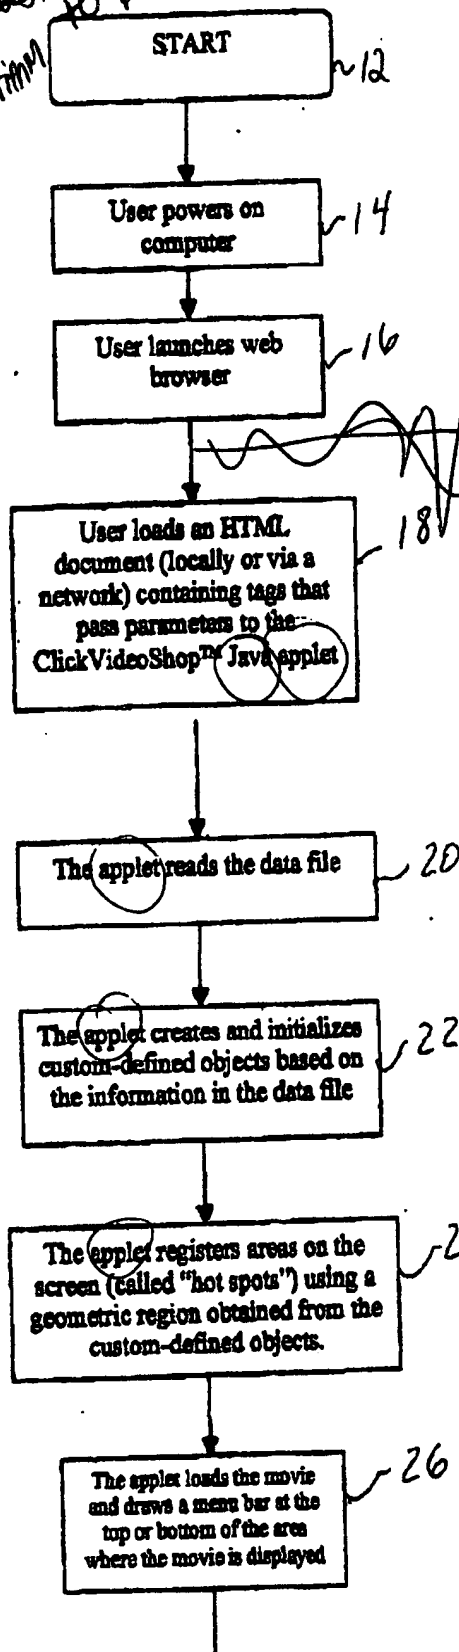 START
12
User powers on
computer
14
User launches web
browser
16
User loads an HTML
document (locally or via a
network) containing tags that
pass parameters to the
ClickVideoShop™ Java applet
18
The applet reads the data file
20
The applet creates and initializes
custom-defined objects based on
the information in the data file
22
The applet registers areas on the
screen (called “hot spots”) using a
geometric region obtained from the
custom-defined objects.
2
The applet loads the movie
and draws a menu bar at the
top or bottom of the area
where the movie is displayed
26